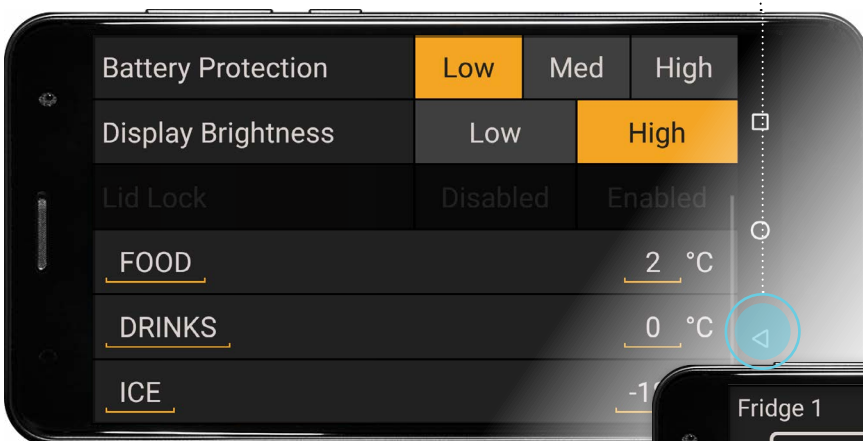 Battery Protection Low Med High
Display Brightness Low High
Lid Lock Disabled Enabled
FOOD 2 °C
DRINKS 0 °C
ICE
Fridge 1